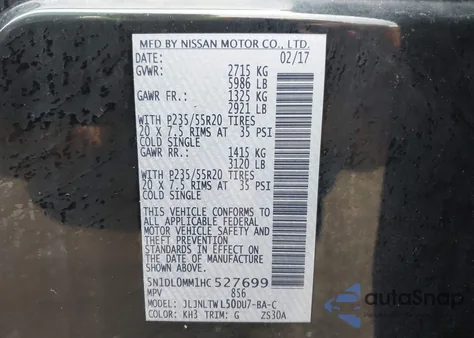 MFD BY NISSAN MOTOR CO., LTD.
DATE: 02/17
GVWR: 2715 KG
5986 LB
GAWR FR.: 1325 KG
2921 LB
WITH P235/55R20 TIRES
20 X 7.5 RIMS AT 35 PSI
COLD SINGLE
GAWR RR.: 1415 KG
3120 LB
WITH P235/55R20 TIRES
20 X 7.5 RIMS AT 35 PSI
COLD SINGLE
THIS VEHICLE CONFORMS TO
ALL APPLICABLE FEDERAL
MOTOR VEHICLE SAFETY AND
STANDARDS IN EFFECT ON
THE DATE OF MANUFACTURE
SHOWN ABOVE.
5N1DL0MM1HC527699
MPV 856
MODEL: JLJNLTWL50DU7-BA-C
COLOR: KH3 TRIM: G ZS30A
autoSnap